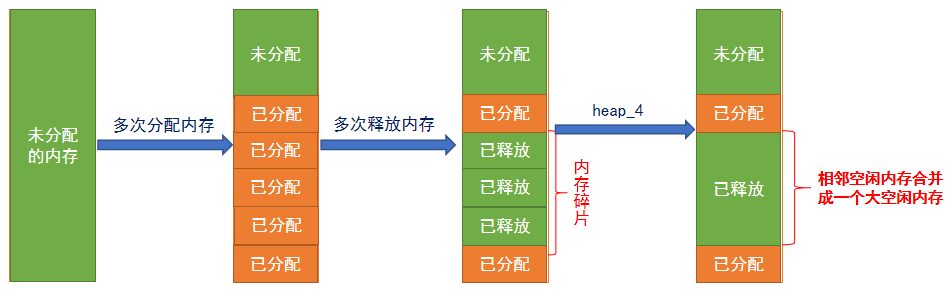 未分配
的内存
多次分配内存
未分配
已分配
已分配
已分配
已分配
已分配
多次释放内存
未分配
已分配
已释放
已释放
已释放
已分配
内存碎片
heap_4
未分配
已分配
已释放
已分配
相邻空闲内存合并
成一个大空闲内存